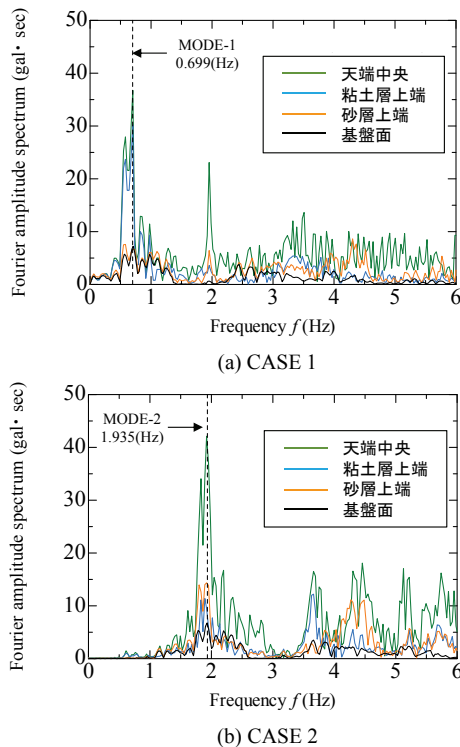 50
40
30
20
10
0
Fourier amplitude spectrum (gal・sec)
MODE-1
0.699(Hz)
天端中央
粘土層上端
砂層上端
基盤面
0 1 2 3 4 5 6
Frequency f (Hz)
(a) CASE 1
50
40
30
20
10
0
Fourier amplitude spectrum (gal・sec)
MODE-2
1.935(Hz)
天端中央
粘土層上端
砂層上端
基盤面
0 1 2 3 4 5 6
Frequency f (Hz)
(b) CASE 2